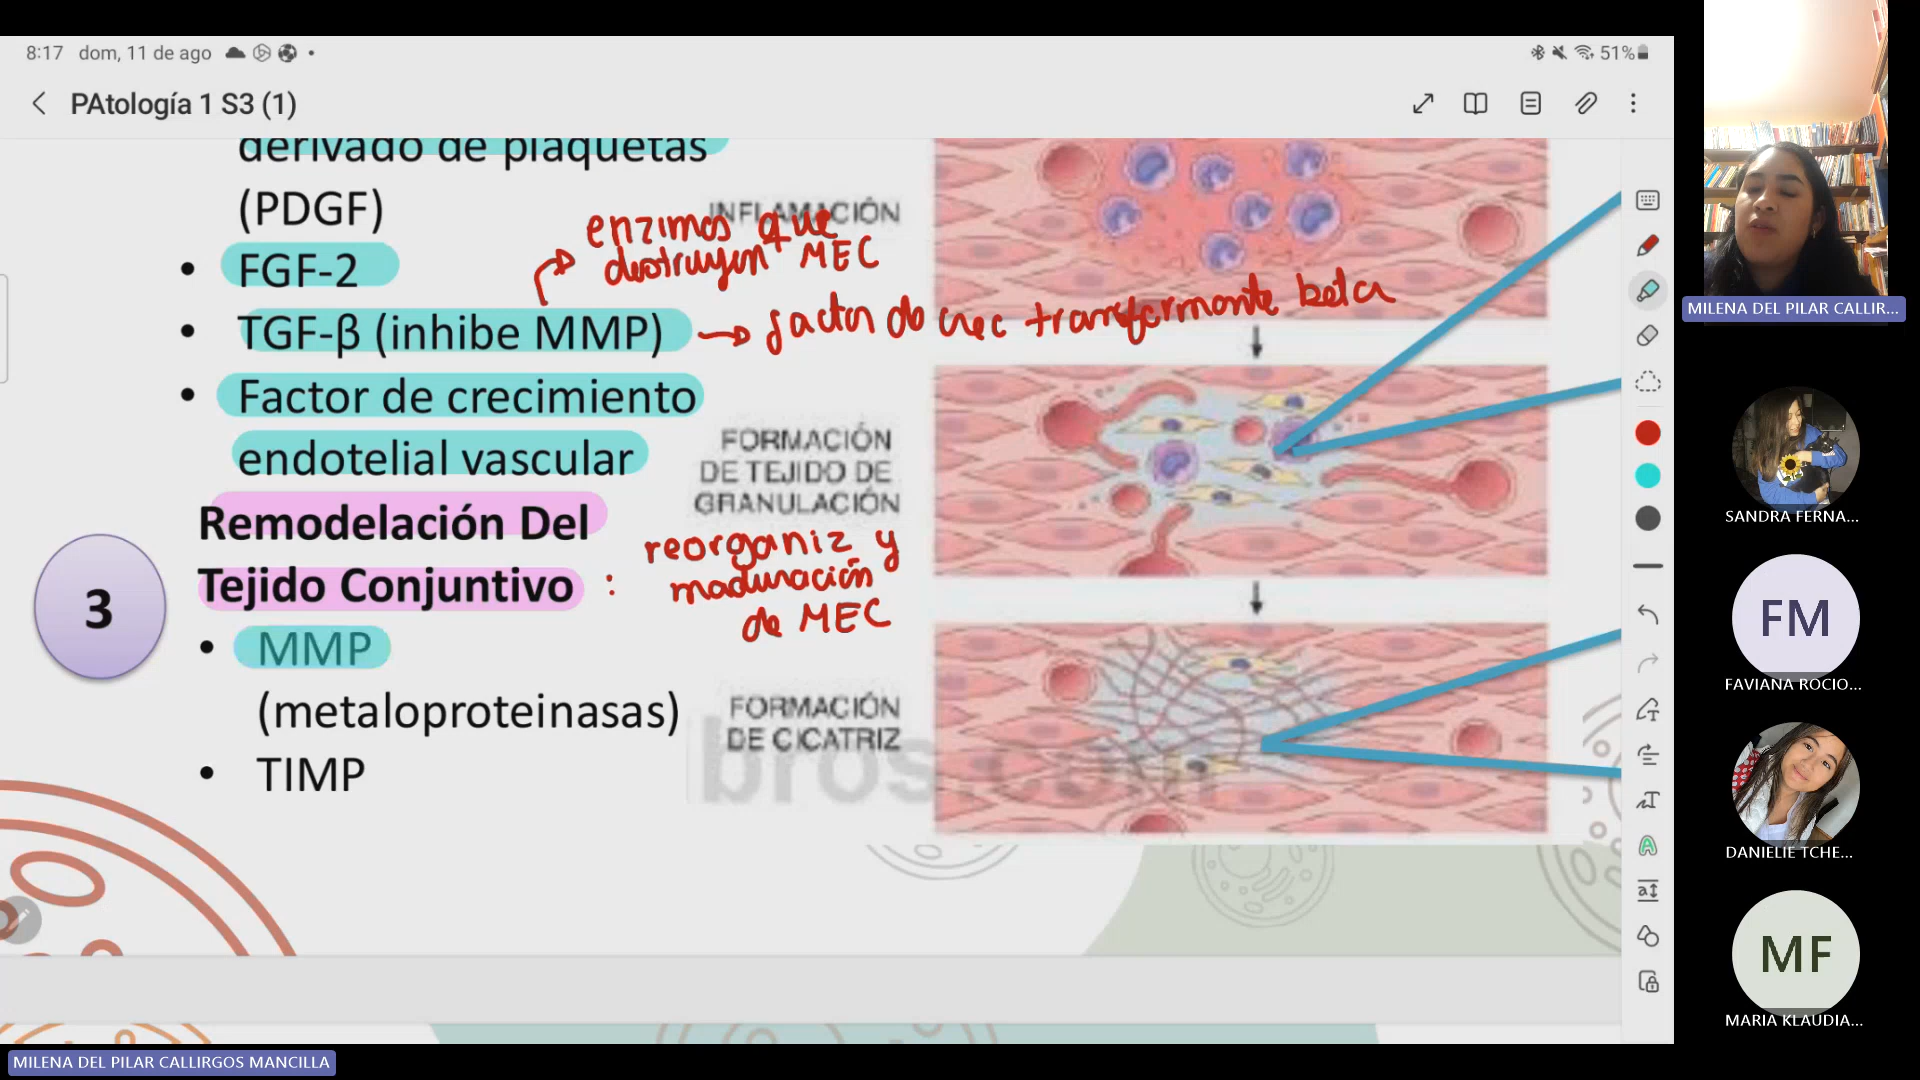 8:17 dom, 11 de ago
51%
PAtología 1 S3 (1)
derivado de plaquetas
(PDGF)
• FGF-2
• TGF-β (inhibe MMP)
• Factor de crecimiento
endotelial vascular
enzimas que
destruyen MEC
factor de crec transformante beta
3
Remodelación Del
Tejido Conjuntivo :
reorganiz y
maduración
de MEC
• MMP
(metaloproteinasas)
• TIMP
INFLAMACIÓN
FORMACIÓN
DE TEJIDO DE
GRANULACIÓN
FORMACIÓN
DE CICATRIZ
bros.com
MILENA DEL PILAR CALLIR...
SANDRA FERNA...
FM
FAVIANA ROCIO...
DANIELIE TCHE...
MF
MARIA KLAUDIA...
MILENA DEL PILAR CALLIRGOS MANCILLA